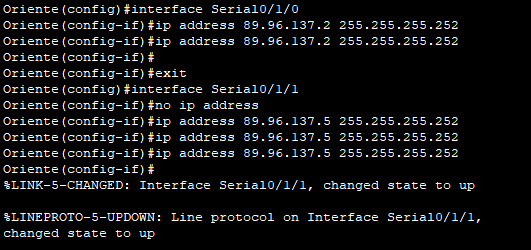 Oriente(config)#interface Serial0/1/0
Oriente(config-if)#ip address 89.96.137.2 255.255.255.252
Oriente(config-if)#ip address 89.96.137.2 255.255.255.252
Oriente(config-if)#
Oriente(config-if)#exit
Oriente(config)#interface Serial0/1/1
Oriente(config-if)#no ip address
Oriente(config-if)#ip address 89.96.137.5 255.255.255.252
Oriente(config-if)#ip address 89.96.137.5 255.255.255.252
Oriente(config-if)#ip address 89.96.137.5 255.255.255.252
Oriente(config-if)#
%LINK-5-CHANGED: Interface Serial0/1/1, changed state to up
%LINEPROTO-5-UPDOWN: Line protocol on Interface Serial0/1/1,
changed state to up